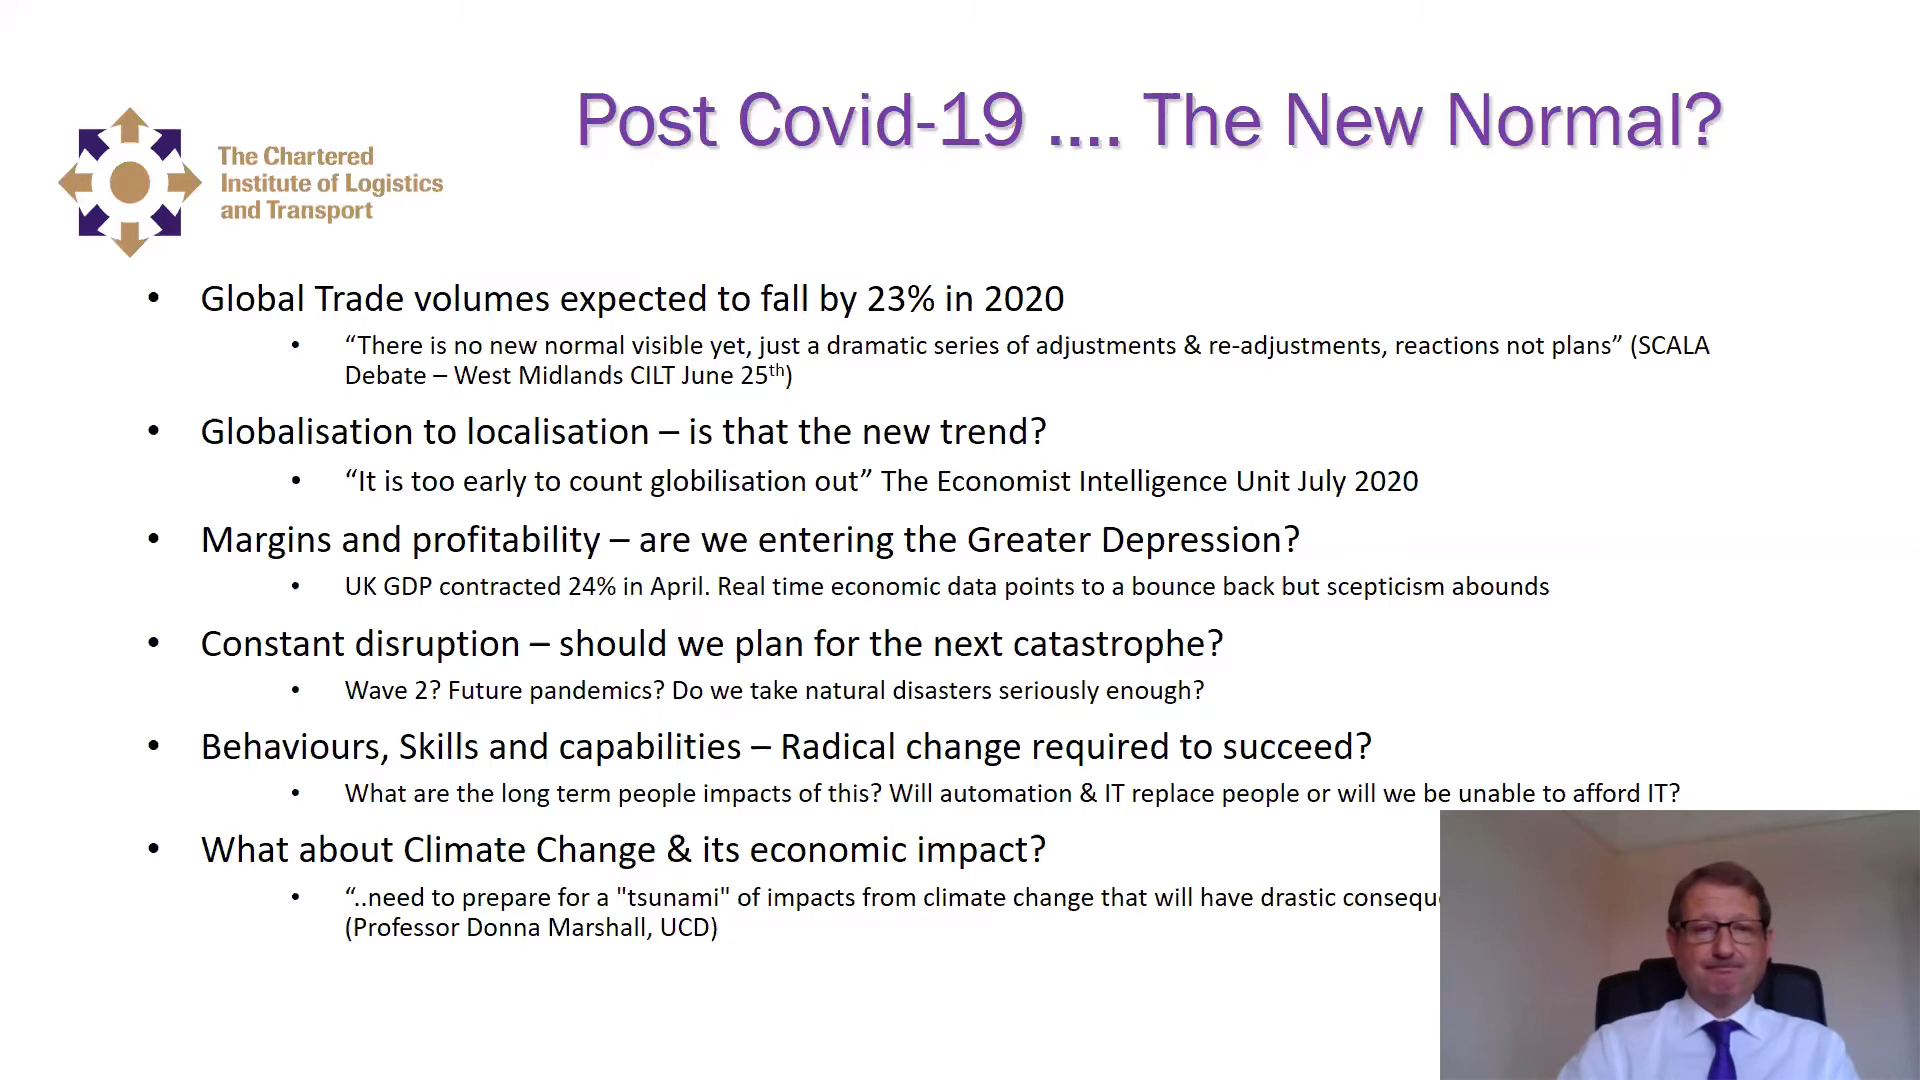 Post Covid-19 .... The New Normal?
The Chartered
Institute of Logistics
and Transport
• Global Trade volumes expected to fall by 23% in 2020
• “There is no new normal visible yet, just a dramatic series of adjustments & re-adjustments, reactions not plans” (SCALA
Debate – West Midlands CILT June 25th)
• Globalisation to localisation – is that the new trend?
• “It is too early to count globilisation out” The Economist Intelligence Unit July 2020
• Margins and profitability – are we entering the Greater Depression?
• UK GDP contracted 24% in April. Real time economic data points to a bounce back but scepticism abounds
• Constant disruption – should we plan for the next catastrophe?
• Wave 2? Future pandemics? Do we take natural disasters seriously enough?
• Behaviours, Skills and capabilities – Radical change required to succeed?
• What are the long term people impacts of this? Will automation & IT replace people or will we be unable to afford IT?
• What about Climate Change & its economic impact?
• “..need to prepare for a "tsunami" of impacts from climate change that will have drastic
(Professor Donna Marshall, UCD)